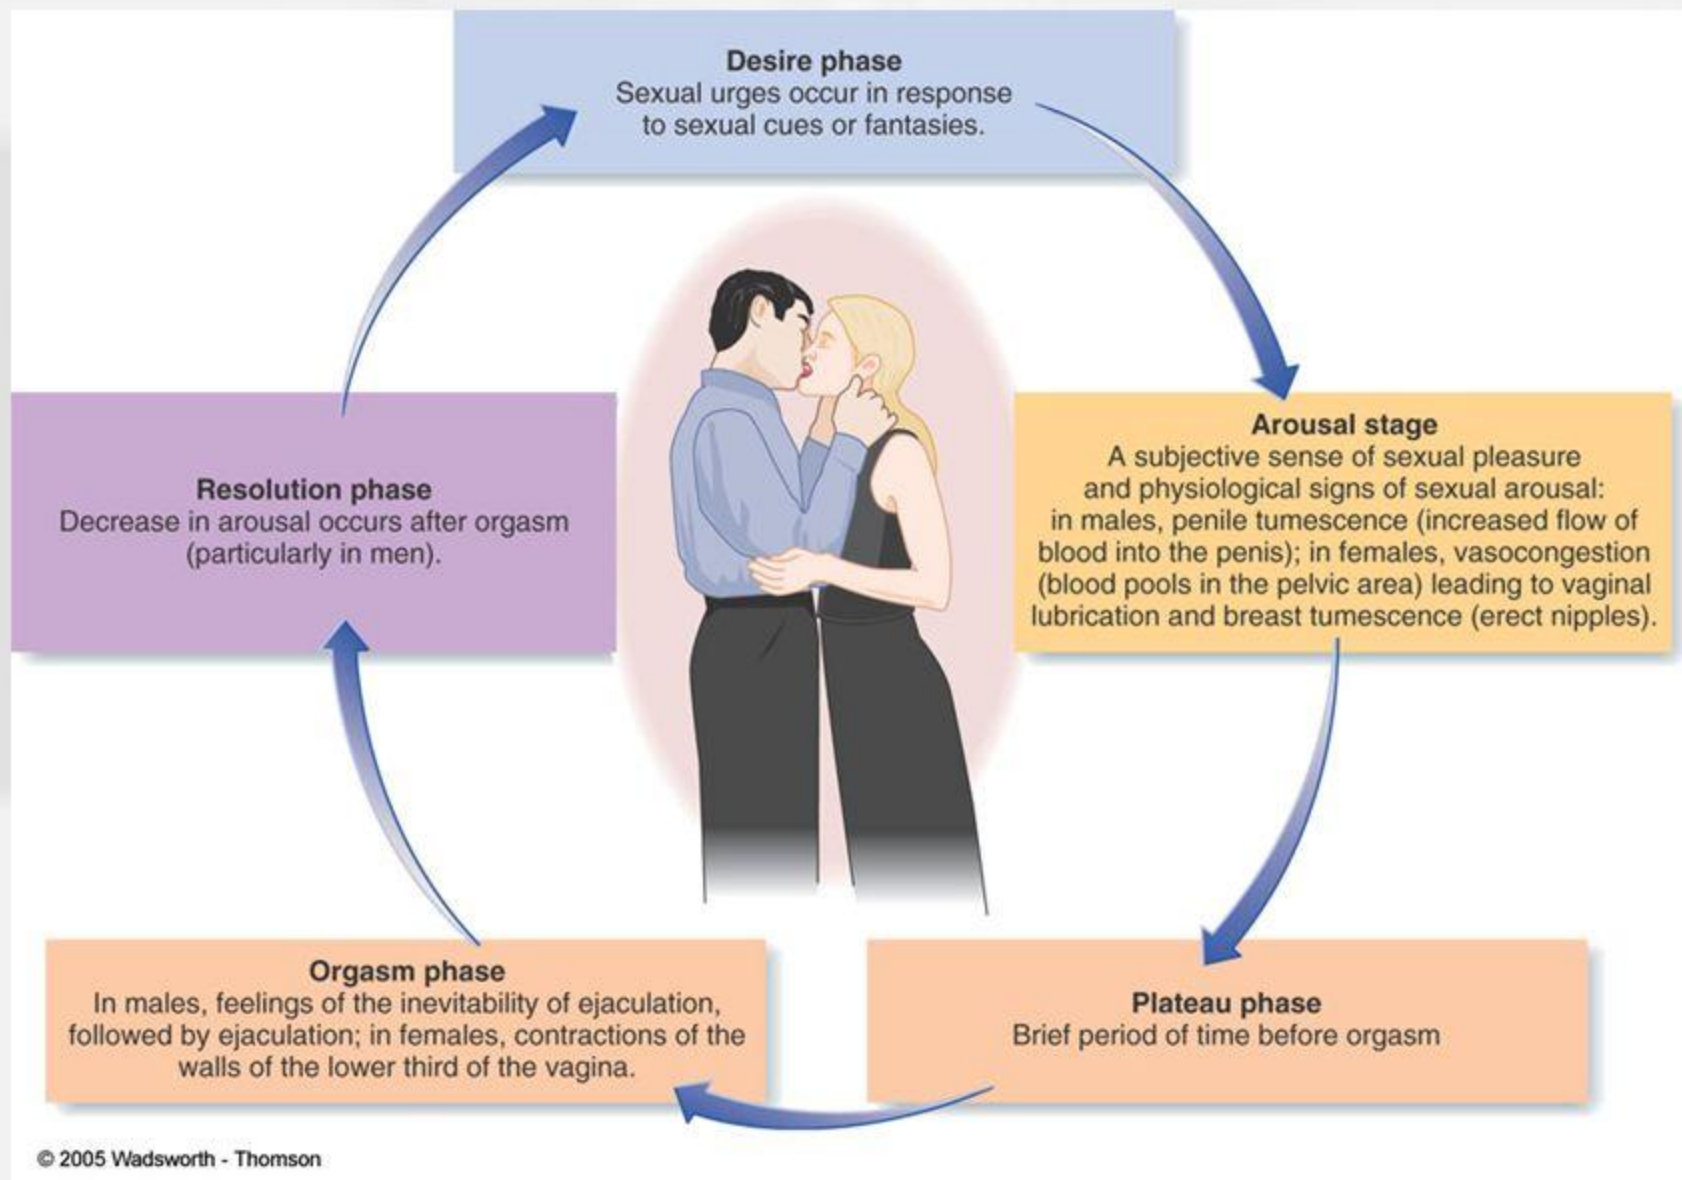 Desire phase
Sexual urges occur in response
to sexual cues or fantasies.
Arousal stage
A subjective sense of sexual pleasure
and physiological signs of sexual arousal:
in males, penile tumescence (increased flow of
blood into the penis); in females, vasocongestion
(blood pools in the pelvic area) leading to vaginal
lubrication and breast tumescence (erect nipples).
Plateau phase
Brief period of time before orgasm
Orgasm phase
In males, feelings of the inevitability of ejaculation,
followed by ejaculation; in females, contractions of the
walls of the lower third of the vagina.
Resolution phase
Decrease in arousal occurs after orgasm
(particularly in men).
© 2005 Wadsworth - Thomson